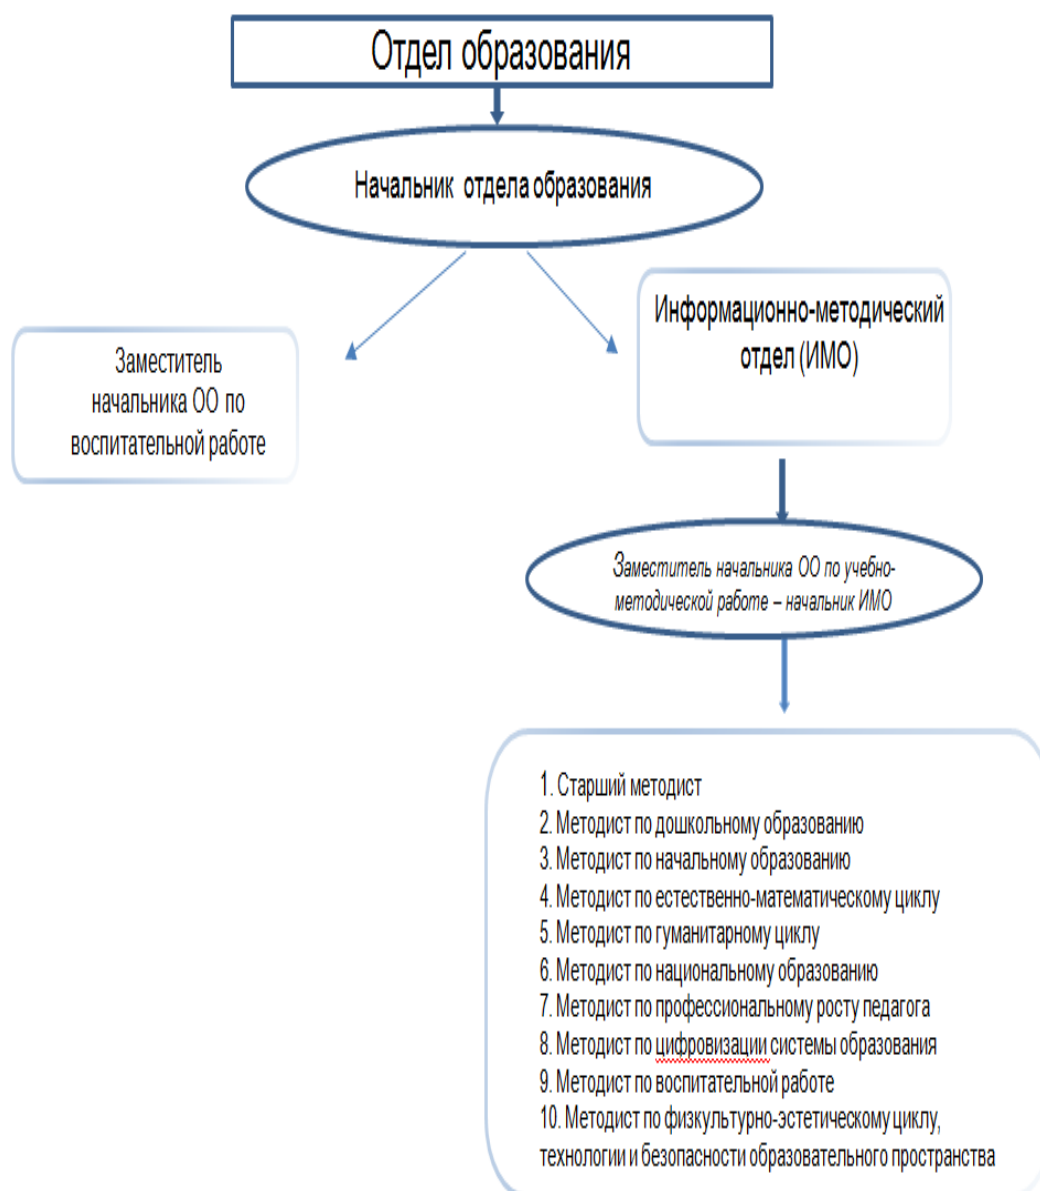 Отдел образования
Начальник отдела образования
Заместитель
начальника ОО по
воспитательной работе
Информационно-методический
отдел (ИМО)
Заместитель начальника ОО по учебно-
методической работе – начальник ИМО
1. Старший методист
2. Методист по дошкольному образованию
3. Методист по начальному образованию
4. Методист по естественно-математическому циклу
5. Методист по гуманитарному циклу
6. Методист по национальному образованию
7. Методист по профессиональному росту педагога
8. Методист по цифровизации системы образования
9. Методист по воспитательной работе
10. Методист по физкультурно-эстетическому циклу,
технологии и безопасности образовательного пространства